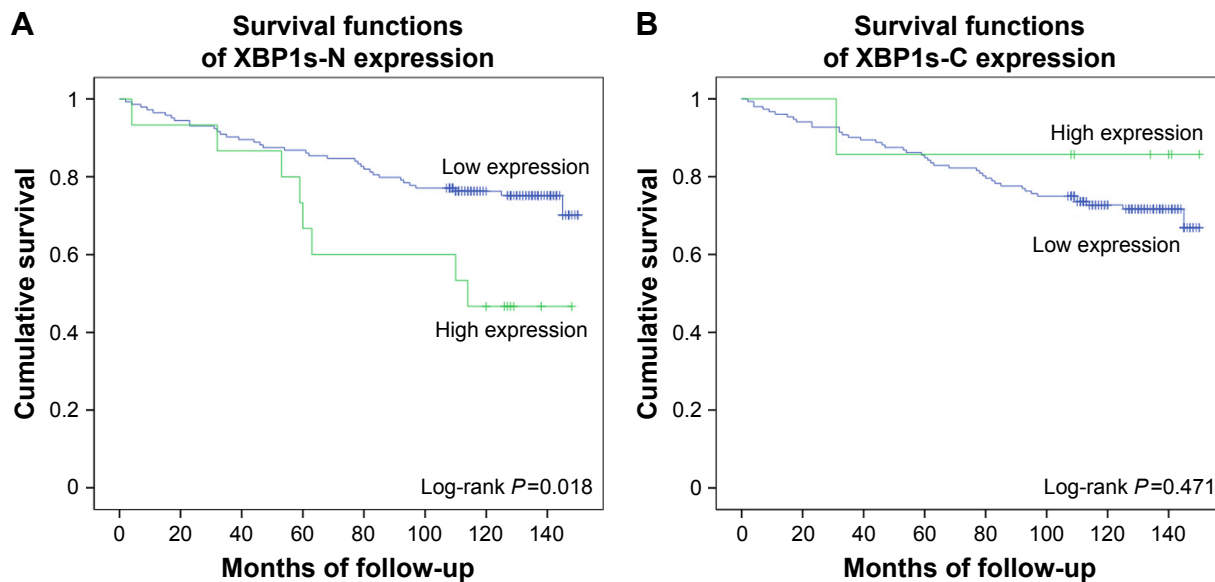 A
Survival functions
of XBP1s-N expression
Cumulative survival
1
0.8
0.6
0.4
0.2
0
Low expression
High expression
Log-rank P=0.018
0 20 40 60 80 100 120 140
Months of follow-up
B
Survival functions
of XBP1s-C expression
Cumulative survival
1
0.8
0.6
0.4
0.2
0
High expression
Low expression
Log-rank P=0.471
0 20 40 60 80 100 120 140
Months of follow-up